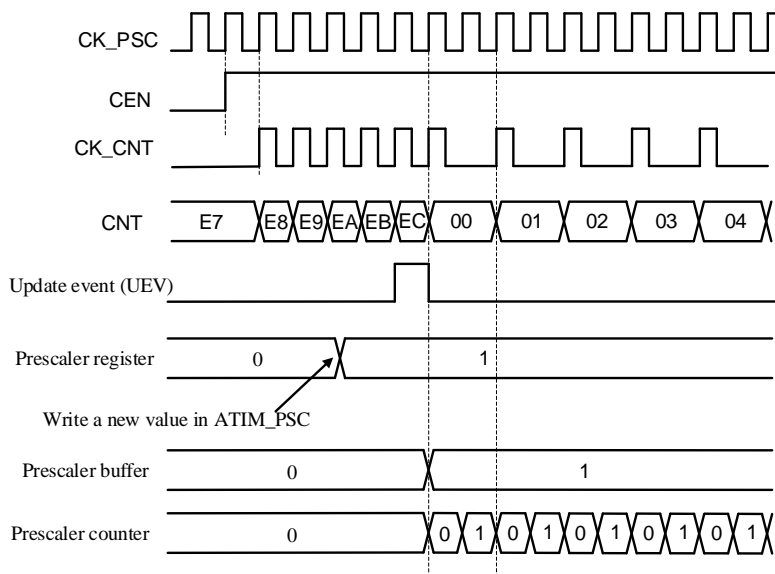 CK_PSC
CEN
CK_CNT
CNT E7 E8 E9 EA EB EC 00 01 02 03 04
Update event (UEV)
Prescaler register 0 1
Write a new value in ATIM_PSC
Prescaler buffer 0 1
Prescaler counter 0 0 1 0 1 0 1 0 1 0 1